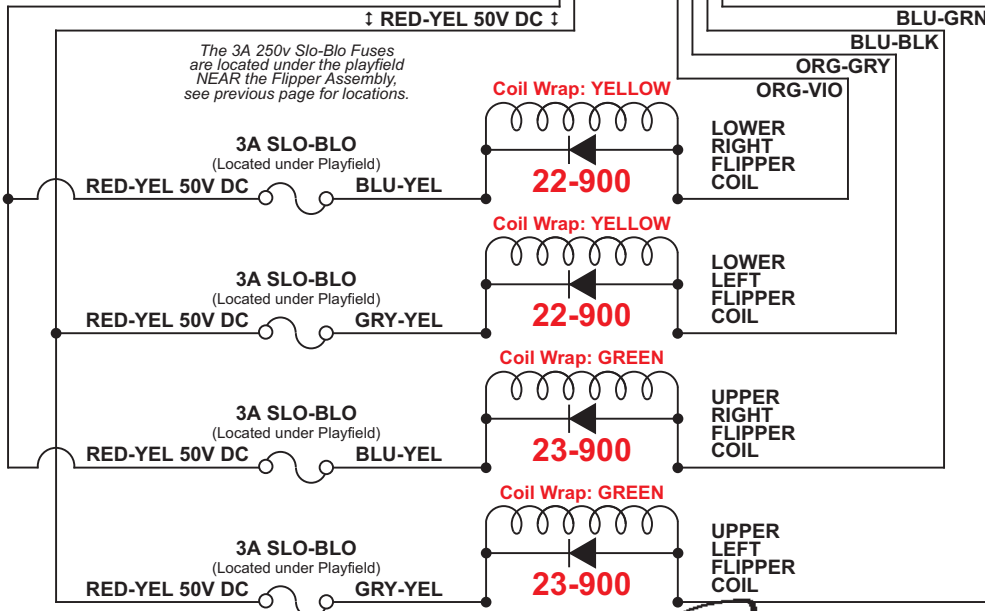 ↕ RED-YEL 50V DC ↕
BLU-GRN
BLU-BLK
ORG-GRY
ORG-VIO
The 3A 250v Slo-Blo Fuses
are located under the playfield
NEAR the Flipper Assembly,
see previous page for locations.
Coil Wrap: YELLOW
3A SLO-BLO
(Located under Playfield)
RED-YEL 50V DC
BLU-YEL
22-900
LOWER
RIGHT
FLIPPER
COIL
Coil Wrap: YELLOW
3A SLO-BLO
(Located under Playfield)
RED-YEL 50V DC
GRY-YEL
22-900
LOWER
LEFT
FLIPPER
COIL
Coil Wrap: GREEN
3A SLO-BLO
(Located under Playfield)
RED-YEL 50V DC
BLU-YEL
23-900
UPPER
RIGHT
FLIPPER
COIL
Coil Wrap: GREEN
3A SLO-BLO
(Located under Playfield)
RED-YEL 50V DC
GRY-YEL
23-900
UPPER
LEFT
FLIPPER
COIL